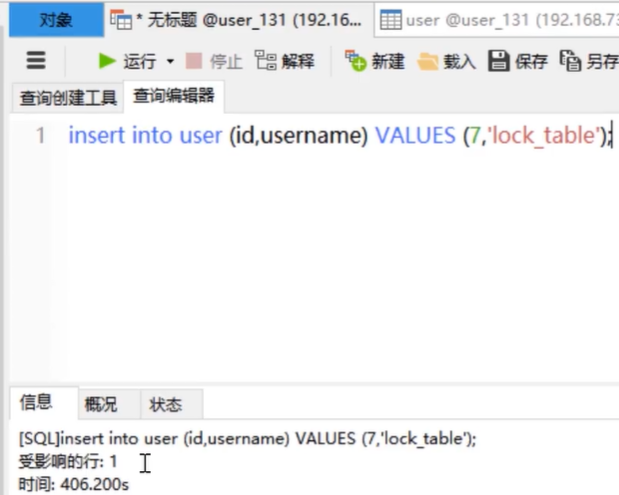 对象 * 无标题 @user_131 (192.16... user @user_131 (192.168.73
运行 停止 解释 新建 载入 保存 另存
查询创建工具 查询编辑器
1 insert into user (id,username) VALUES (7,'lock_table');
信息 概况 状态
[SQL]insert into user (id,username) VALUES (7,'lock_table');
受影响的行: 1
时间: 406.200s